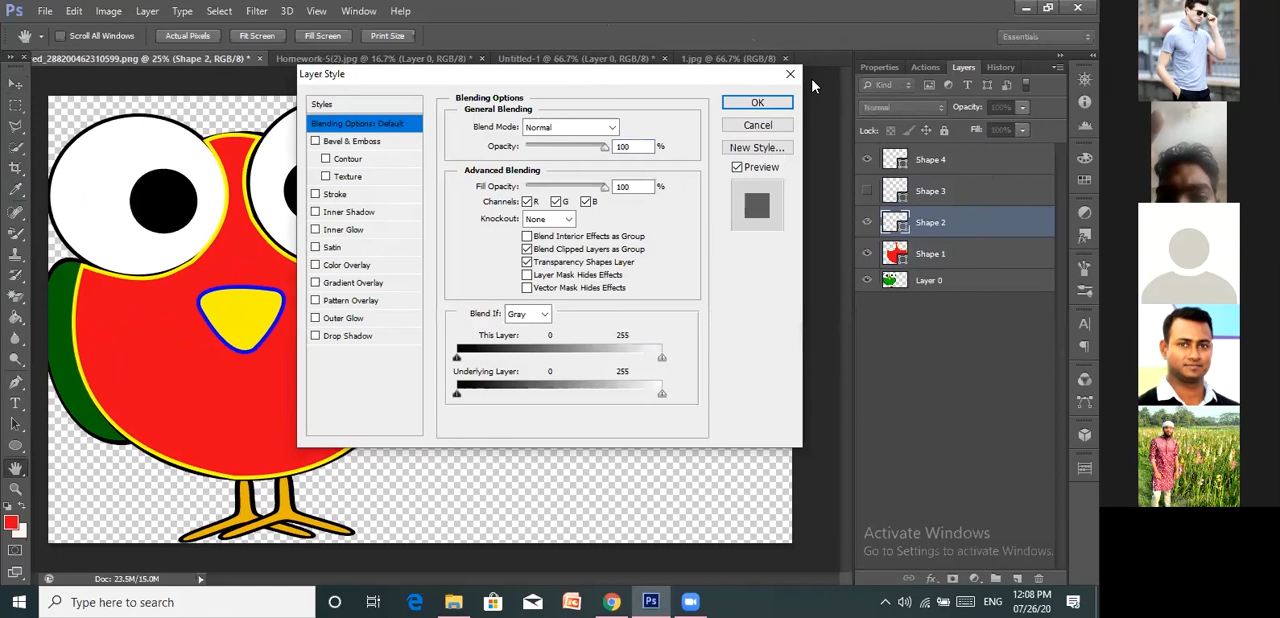 Ps File Edit Image Layer Type Select Filter 3D View Window Help
Scroll All Windows Actual Pixels Fit Screen Fill Screen Print Size Essentials
ed_288200462310599.png @ 25% (Shape 2, RGB/8) * × Homework-5(2).jpg @ 16.7% (Layer 0, RGB/8) * × Untitled-1 @ 66.7% (Layer 0, RGB/8) * × 1.jpg @ 66.7% (RGB/8) ×
Layer Style
Styles
Blending Options: Default
Bevel & Emboss
Contour
Texture
Stroke
Inner Shadow
Inner Glow
Satin
Color Overlay
Gradient Overlay
Pattern Overlay
Outer Glow
Drop Shadow
Blending Options
General Blending
Blend Mode: Normal
Opacity: 100 %
Advanced Blending
Fill Opacity: 100 %
Channels: R G B
Knockout: None
Blend Interior Effects as Group
Blend Clipped Layers as Group
Transparency Shapes Layer
Layer Mask Hides Effects
Vector Mask Hides Effects
Blend If: Gray
This Layer: 0 255
Underlying Layer: 0 255
OK
Cancel
New Style...
Preview
Properties Actions Layers History
Kind
Normal Opacity: 100%
Lock: Fill: 100%
Shape 4
Shape 3
Shape 2
Shape 1
Layer 0
Activate Windows
Go to Settings to activate Windows.
Doc: 23.5M/15.0M
Type here to search
ENG
12:08 PM
07/26/20